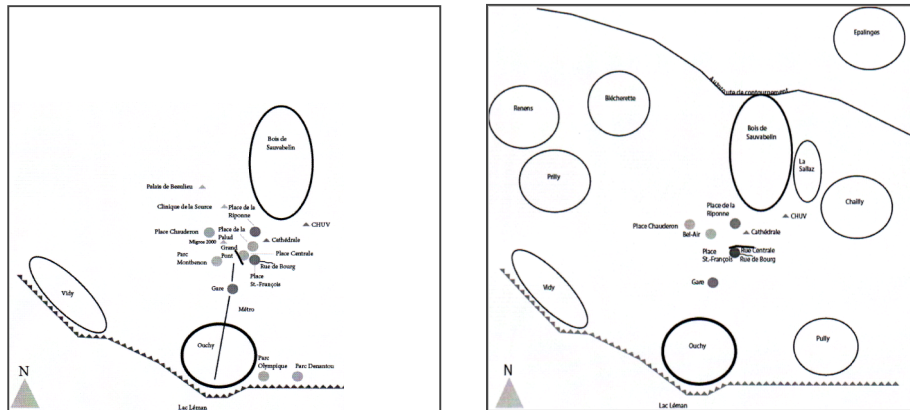 Bois de
Sauvabelin
Palais de Beaulieu
Clinique de la Source
Place de la
Riponne
CHUV
Place Chauderon
Place de la
Palud
Migros 2000
Cathédrale
Grand
Pont
Place Centrale
Parc
Montbenon
Rue de Bourg
Place
St.-François
Gare
Vidy
Métro
Ouchy
Parc
Olympique
Parc Denantou
N
Lac Léman
Epalinges
Autoroute de contournement
Blécherette
Renens
Bois de
Sauvabelin
La
Sallaz
Prilly
Chailly
Place de la
Riponne
CHUV
Place Chauderon
Bel-Air
Cathédrale
Place
St.-François
Rue Centrale
Rue de Bourg
Vidy
Gare
Ouchy
Pully
N
Lac Léman